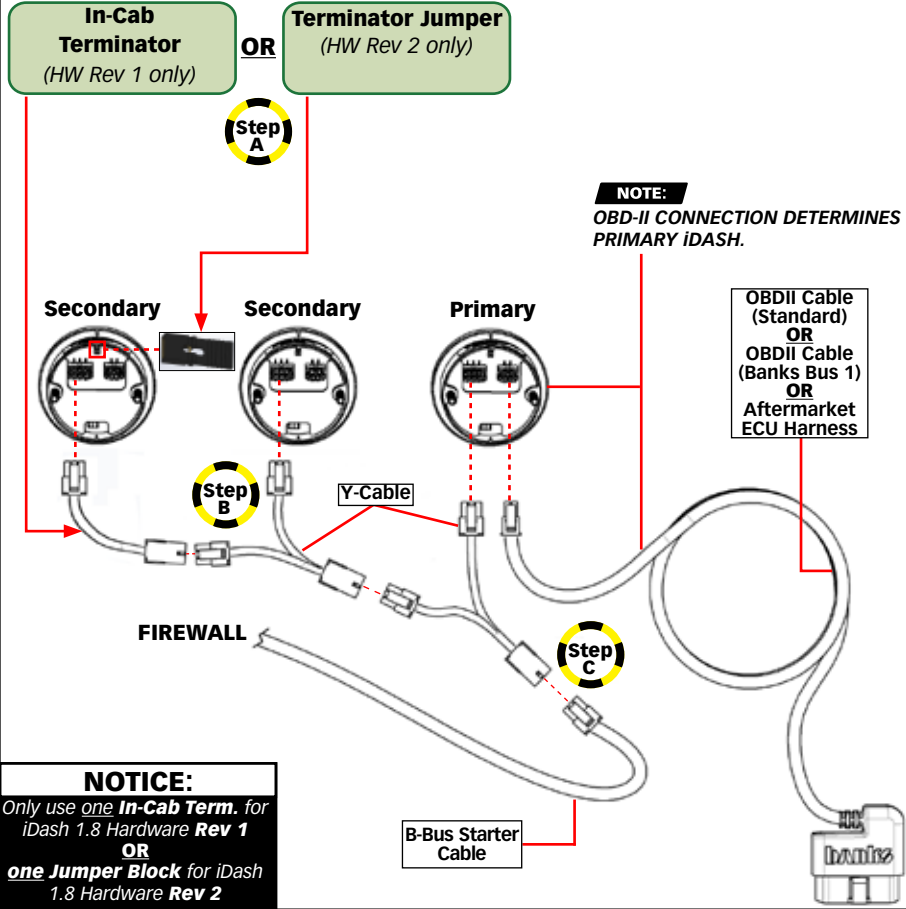 In-Cab
Terminator
(HW Rev 1 only)
OR
Terminator Jumper
(HW Rev 2 only)
Step
A
NOTE:
OBD-II CONNECTION DETERMINES
PRIMARY iDASH.
Secondary
Secondary
Primary
OBDII Cable
(Standard)
OR
OBDII Cable
(Banks Bus 1)
OR
Aftermarket
ECU Harness
Step
B
Y-Cable
FIREWALL
Step
C
NOTICE:
Only use one In-Cab Term. for
iDash 1.8 Hardware Rev 1
OR
one Jumper Block for iDash
1.8 Hardware Rev 2
B-Bus Starter
Cable
banks